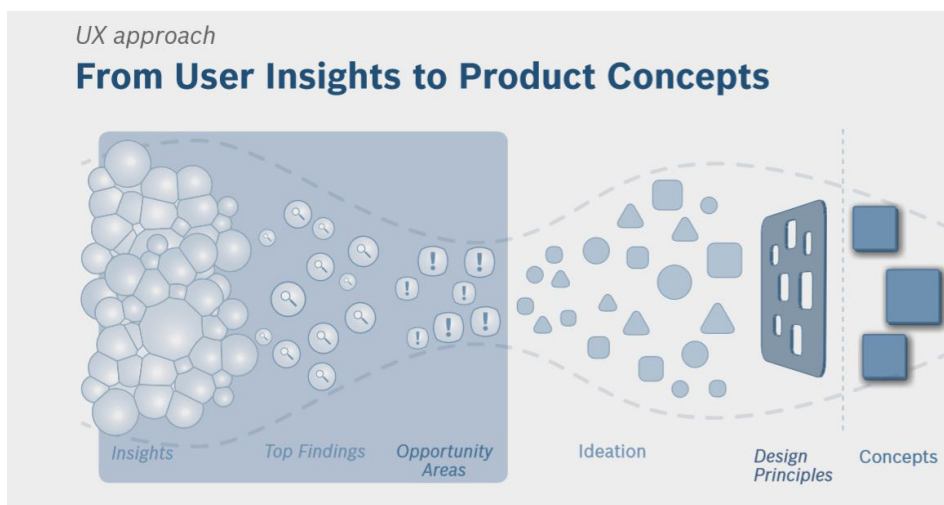 UX approach
From User Insights to Product Concepts
! !
! !
! ! !
Insights
Top Findings
Opportunity
Areas
Ideation
Design
Principles
Concepts